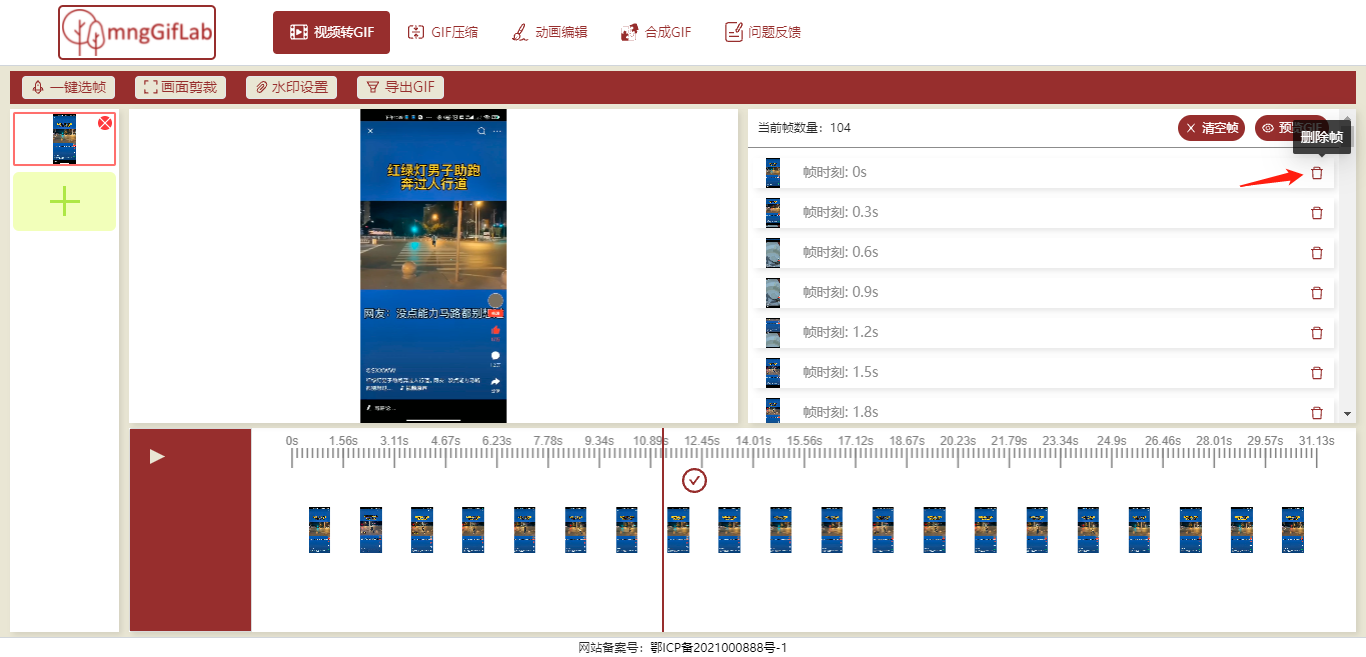 mngGifLab
视频转GIF
GIF压缩
动画编辑
合成GIF
问题反馈
一键选帧
画面剪裁
水印设置
导出GIF
红绿灯男子助跑
奔过人行道
网友：没点能力马路都别想
当前帧数量：104
清空帧
预览GIF
删除帧
帧时刻: 0s
帧时刻: 0.3s
帧时刻: 0.6s
帧时刻: 0.9s
帧时刻: 1.2s
帧时刻: 1.5s
帧时刻: 1.8s
0s 1.56s 3.11s 4.67s 6.23s 7.78s 9.34s 10.89s 12.45s 14.01s 15.56s 17.12s 18.67s 20.23s 21.79s 23.34s 24.9s 26.46s 28.01s 29.57s 31.13s
网站备案号：鄂ICP备2021000888号-1